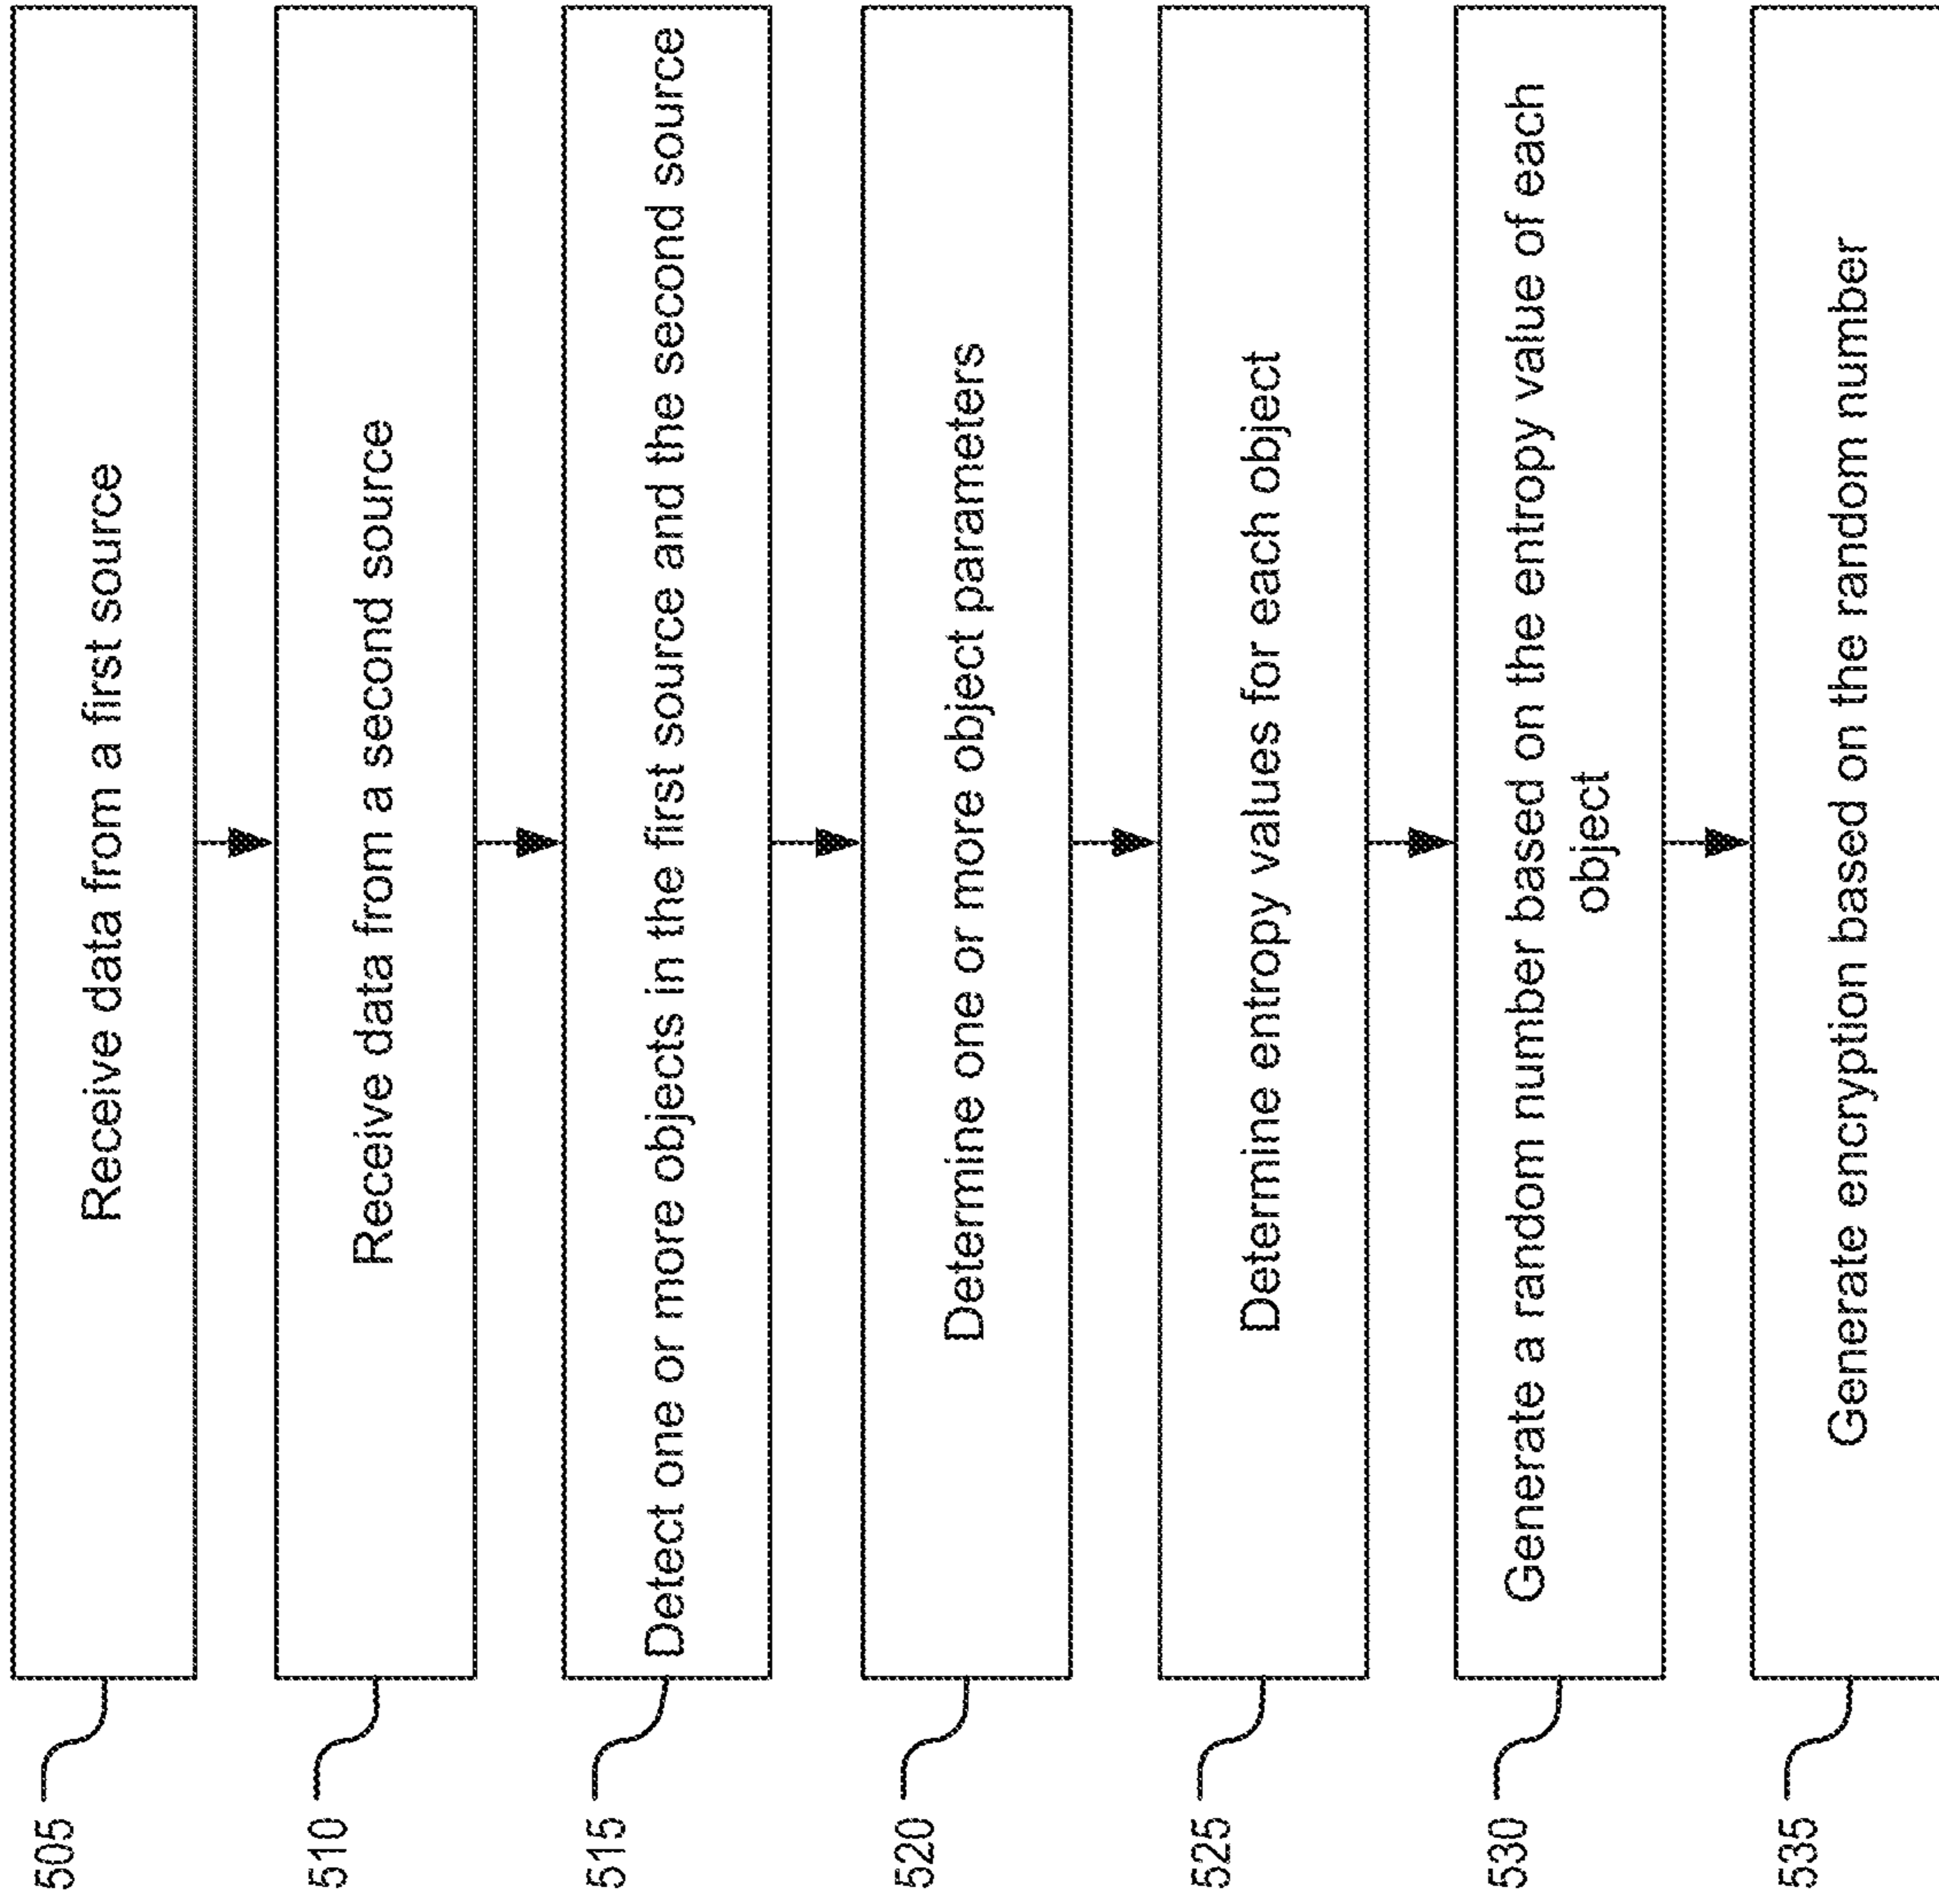 505
Receive data from a first source
510
Receive data from a second source
515
Detect one or more objects in the first source and the second source
520
Determine one or more object parameters
525
Determine entropy values for each object
530
Generate a random number based on the entropy value of each
object
535
Generate encryption based on the random number